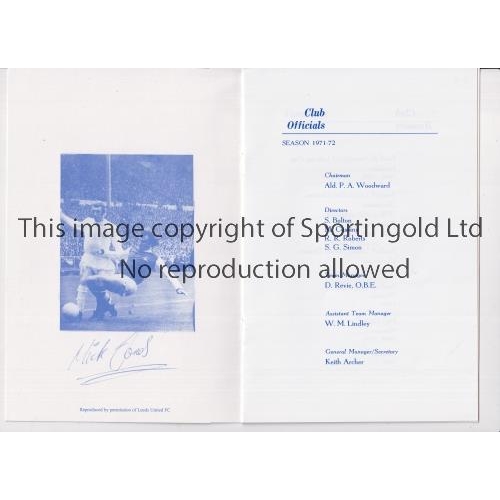 Mick Jones
Reproduced by permission of Leeds United FC
Club
Officials
SEASON 1971-72
Chairman
Ald. P. A. Woodward
Directors
S. Bolton
This image copyright of Sportingold Ltd
R. R. Roberts
S. G. Simon
No reproduction allowed
D. Revie, O.B.E.
Assistant Team Manager
W. M. Lindley
General Manager/Secretary
Keith Archer